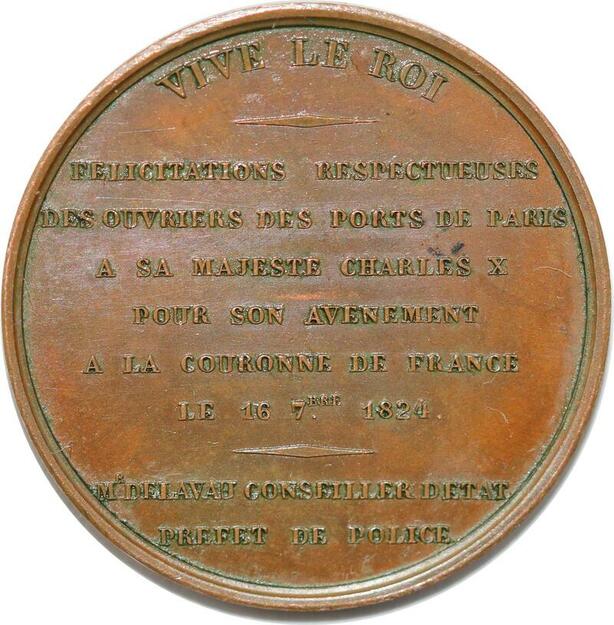 VIVE LE ROI
FELICITATIONS RESPECTUEUSES
DES OUVRIERS DES PORTS DE PARIS
A SA MAJESTE CHARLES X
POUR SON AVENEMENT
A LA COURONNE DE FRANCE
LE 16 7.BRE 1824.
MR DELAVAU CONSEILLER D'ETAT
PREFET DE POLICE